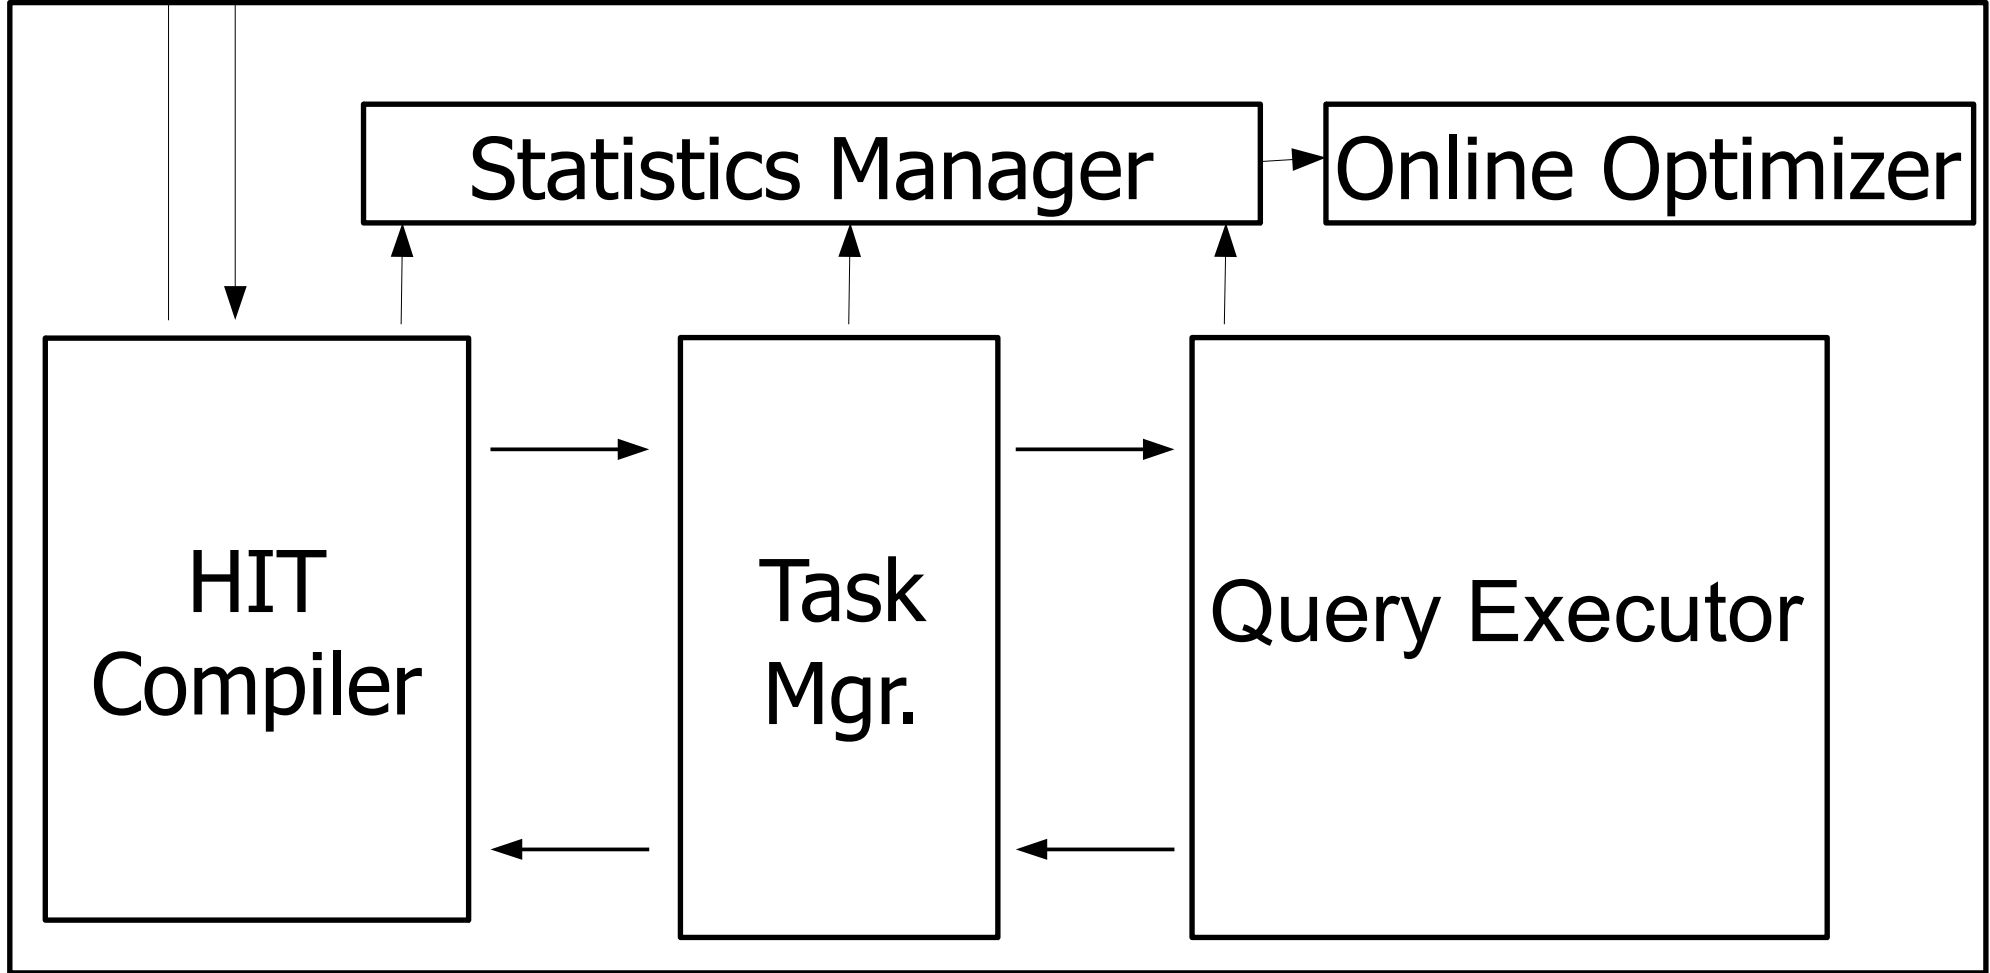 Statistics Manager
Online Optimizer
HIT
Compiler
Task
Mgr.
Query Executor